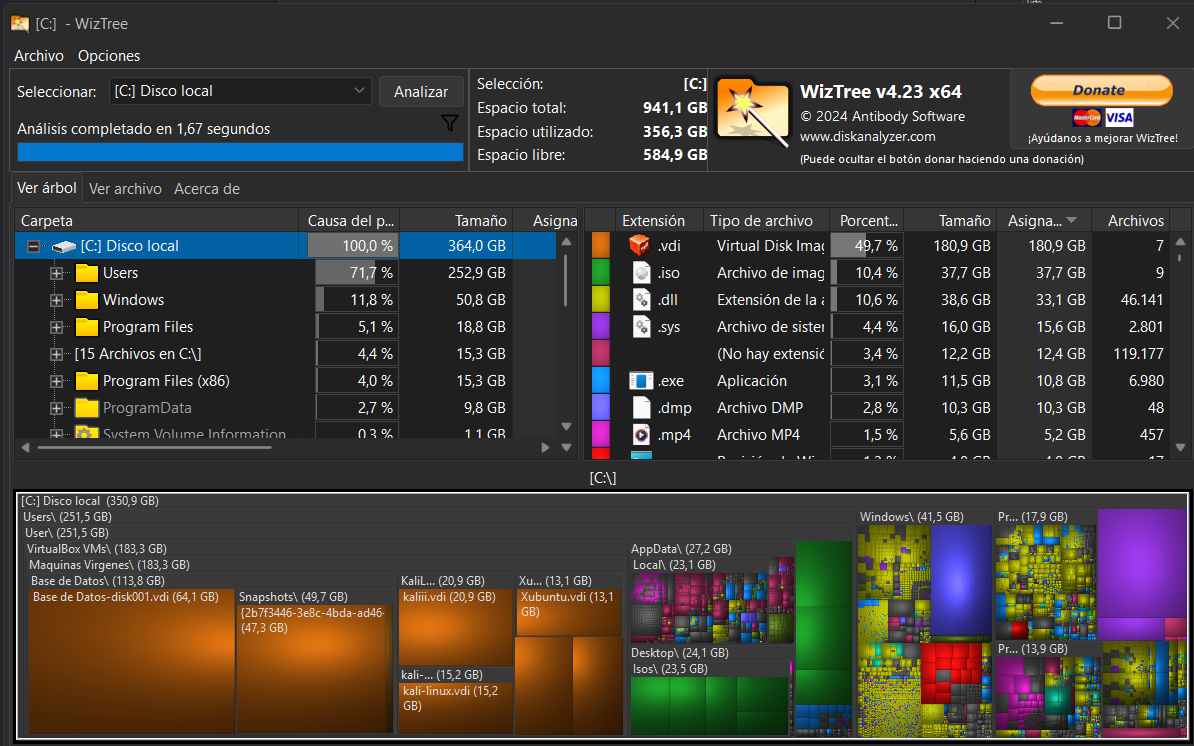 [C:] - WizTree
Archivo Opciones
Seleccionar: [C:] Disco local Analizar
Análisis completado en 1,67 segundos
Selección: [C:]
Espacio total: 941,1 GB
Espacio utilizado: 356,3 GB
Espacio libre: 584,9 GB
WizTree v4.23 x64
© 2024 Antibody Software
www.diskanalyzer.com
(Puede ocultar el botón donar haciendo una donación)
Donate
MasterCard VISA
¡Ayúdanos a mejorar WizTree!
Ver árbol Ver archivo Acerca de
Carpeta Causa del p... Tamaño Asigna
[C:] Disco local 100,0 % 364,0 GB
Users 71,7 % 252,9 GB
Windows 11,8 % 50,8 GB
Program Files 5,1 % 18,8 GB
[15 Archivos en C:\] 4,4 % 15,3 GB
Program Files (x86) 4,0 % 15,3 GB
ProgramData 2,7 % 9,8 GB
System Volume Information 0,3 % 1,1 GB
Extensión Tipo de archivo Porcent... Tamaño Asigna... Archivos
.vdi Virtual Disk Imag 49,7 % 180,9 GB 180,9 GB 7
.iso Archivo de imag 10,4 % 37,7 GB 37,7 GB 9
.dll Extensión de la a 10,6 % 38,6 GB 33,1 GB 46.141
.sys Archivo de sister 4,4 % 16,0 GB 15,6 GB 2.801
(No hay extensió 3,4 % 12,2 GB 12,4 GB 119.177
.exe Aplicación 3,1 % 11,5 GB 10,8 GB 6.980
.dmp Archivo DMP 2,8 % 10,3 GB 10,3 GB 48
.mp4 Archivo MP4 1,5 % 5,6 GB 5,2 GB 457
[C:\]
[C:] Disco local (350,9 GB)
Users\ (251,5 GB)
User\ (251,5 GB)
VirtualBox VMs\ (183,3 GB)
Maquinas Virgenes\ (183,3 GB)
Base de Datos\ (113,8 GB)
Base de Datos-disk001.vdi (64,1 GB)
Snapshots\ (49,7 GB)
{2b7f3446-3e8c-4bda-ad46-
(47,3 GB)
KaliL... (20,9 GB)
kaliii.vdi (20,9 GB)
kali-... (15,2 GB)
kali-linux.vdi (15,2
GB)
Xu... (13,1 GB)
Xubuntu.vdi (13,1
GB)
AppData\ (27,2 GB)
Local\ (23,1 GB)
Desktop\ (24,1 GB)
Isos\ (23,5 GB)
Windows\ (41,5 GB)
Pr... (17,9 GB)
Pr... (13,9 GB)